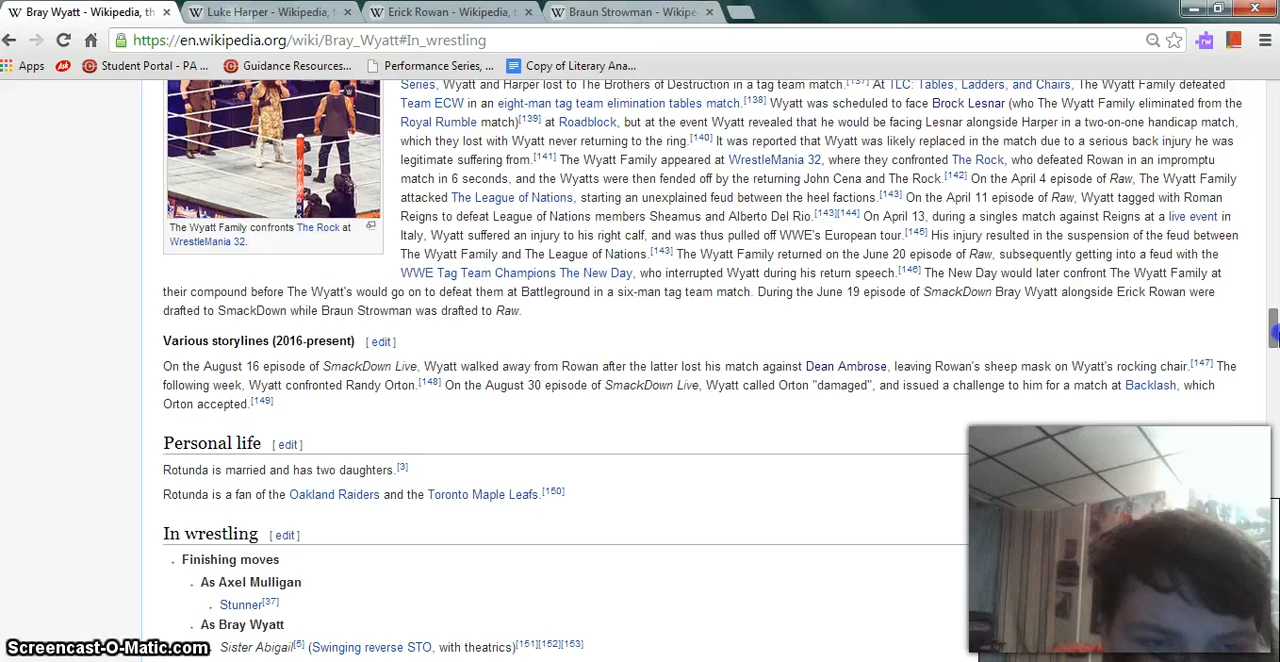 Bray Wyatt - Wikipedia, th
Luke Harper - Wikipedia, t
Erick Rowan - Wikipedia, t
Braun Strowman - Wikipe
https://en.wikipedia.org/wiki/Bray_Wyatt#In_wrestling
Apps Ask Student Portal - PA ... Guidance Resources... Performance Series, ... Copy of Literary Ana...
Series, Wyatt and Harper lost to The Brothers of Destruction in a tag team match.[137] At TLC: Tables, Ladders, and Chairs, The Wyatt Family defeated
Team ECW in an eight-man tag team elimination tables match.[138] Wyatt was scheduled to face Brock Lesnar (who The Wyatt Family eliminated from the
Royal Rumble match)[139] at Roadblock, but at the event Wyatt revealed that he would be facing Lesnar alongside Harper in a two-on-one handicap match,
which they lost with Wyatt never returning to the ring.[140] It was reported that Wyatt was likely replaced in the match due to a serious back injury he was
legitimate suffering from.[141] The Wyatt Family appeared at WrestleMania 32, where they confronted The Rock, who defeated Rowan in an impromptu
match in 6 seconds, and the Wyatts were then fended off by the returning John Cena and The Rock.[142] On the April 4 episode of Raw, The Wyatt Family
attacked The League of Nations, starting an unexplained feud between the heel factions.[143] On the April 11 episode of Raw, Wyatt tagged with Roman
Reigns to defeat League of Nations members Sheamus and Alberto Del Rio.[143][144] On April 13, during a singles match against Reigns at a live event in
Italy, Wyatt suffered an injury to his right calf, and was thus pulled off WWE's European tour.[145] His injury resulted in the suspension of the feud between
The Wyatt Family and The League of Nations.[143] The Wyatt Family returned on the June 20 episode of Raw, subsequently getting into a feud with the
WWE Tag Team Champions The New Day, who interrupted Wyatt during his return speech.[146] The New Day would later confront The Wyatt Family at
their compound before The Wyatt's would go on to defeat them at Battleground in a six-man tag team match. During the June 19 episode of SmackDown Bray Wyatt alongside Erick Rowan were
drafted to SmackDown while Braun Strowman was drafted to Raw.
The Wyatt Family confronts The Rock at
WrestleMania 32.
Various storylines (2016-present) [ edit ]
On the August 16 episode of SmackDown Live, Wyatt walked away from Rowan after the latter lost his match against Dean Ambrose, leaving Rowan's sheep mask on Wyatt's rocking chair.[147] The
following week, Wyatt confronted Randy Orton.[148] On the August 30 episode of SmackDown Live, Wyatt called Orton "damaged", and issued a challenge to him for a match at Backlash, which
Orton accepted.[149]
Personal life [ edit ]
Rotunda is married and has two daughters.[3]
Rotunda is a fan of the Oakland Raiders and the Toronto Maple Leafs.[150]
In wrestling [ edit ]
Finishing moves
As Axel Mulligan
Stunner[37]
As Bray Wyatt
Sister Abigail[5] (Swinging reverse STO, with theatrics)[151][152][153]
Screencast-O-Matic.com